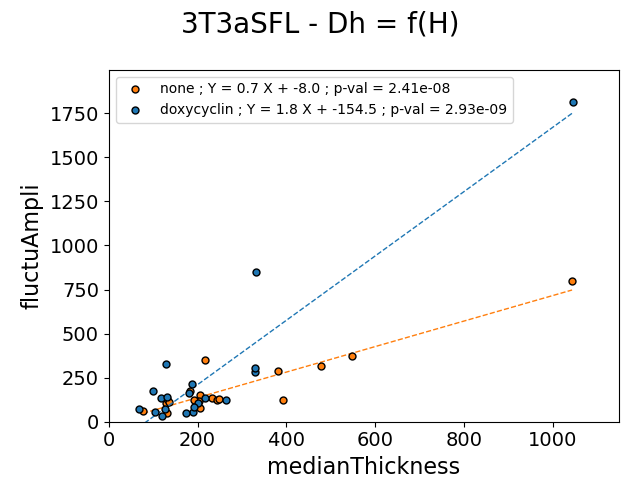 3T3aSFL - Dh = f(H)
none ; Y = 0.7 X + -8.0 ; p-val = 2.41e-08
doxycyclin ; Y = 1.8 X + -154.5 ; p-val = 2.93e-09
fluctuAmpli
1750
1500
1250
1000
750
500
250
0
0 200 400 600 800 1000
medianThickness